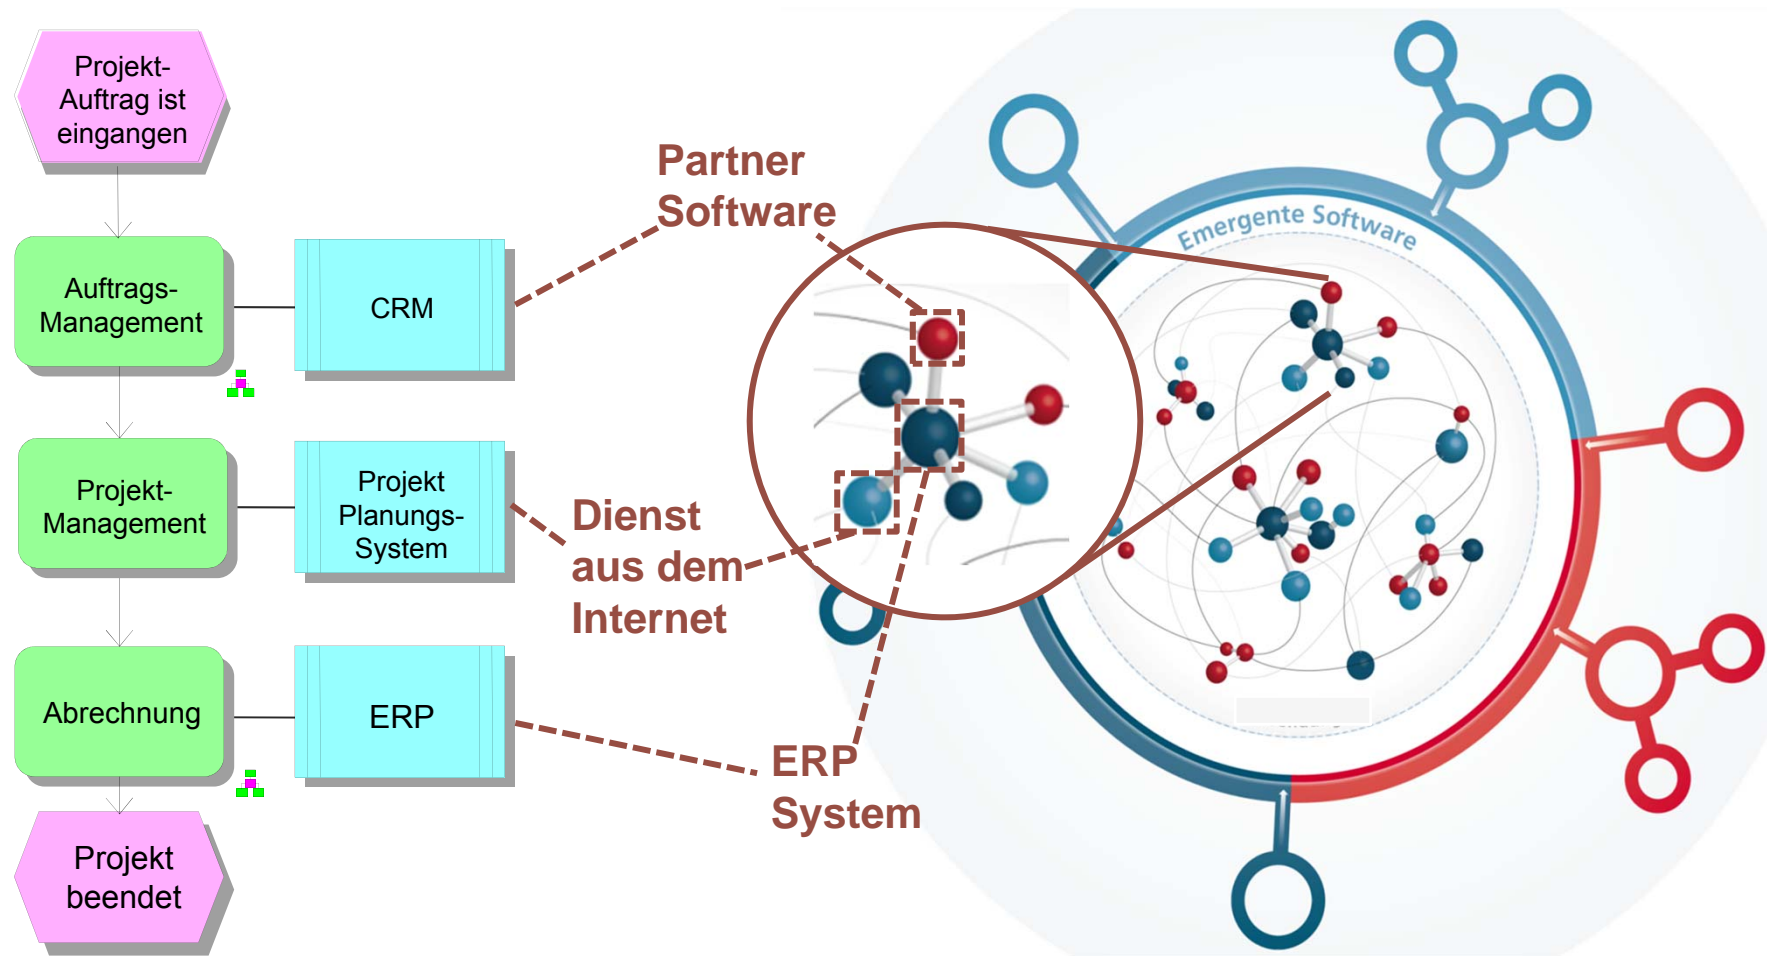 Projekt-
Auftrag ist
eingangen
Auftrags-
Management
CRM
Projekt-
Management
Projekt
Planungs-
System
Abrechnung
ERP
Projekt
beendet
Partner
Software
Dienst
aus dem
Internet
ERP
System
Emergente Software